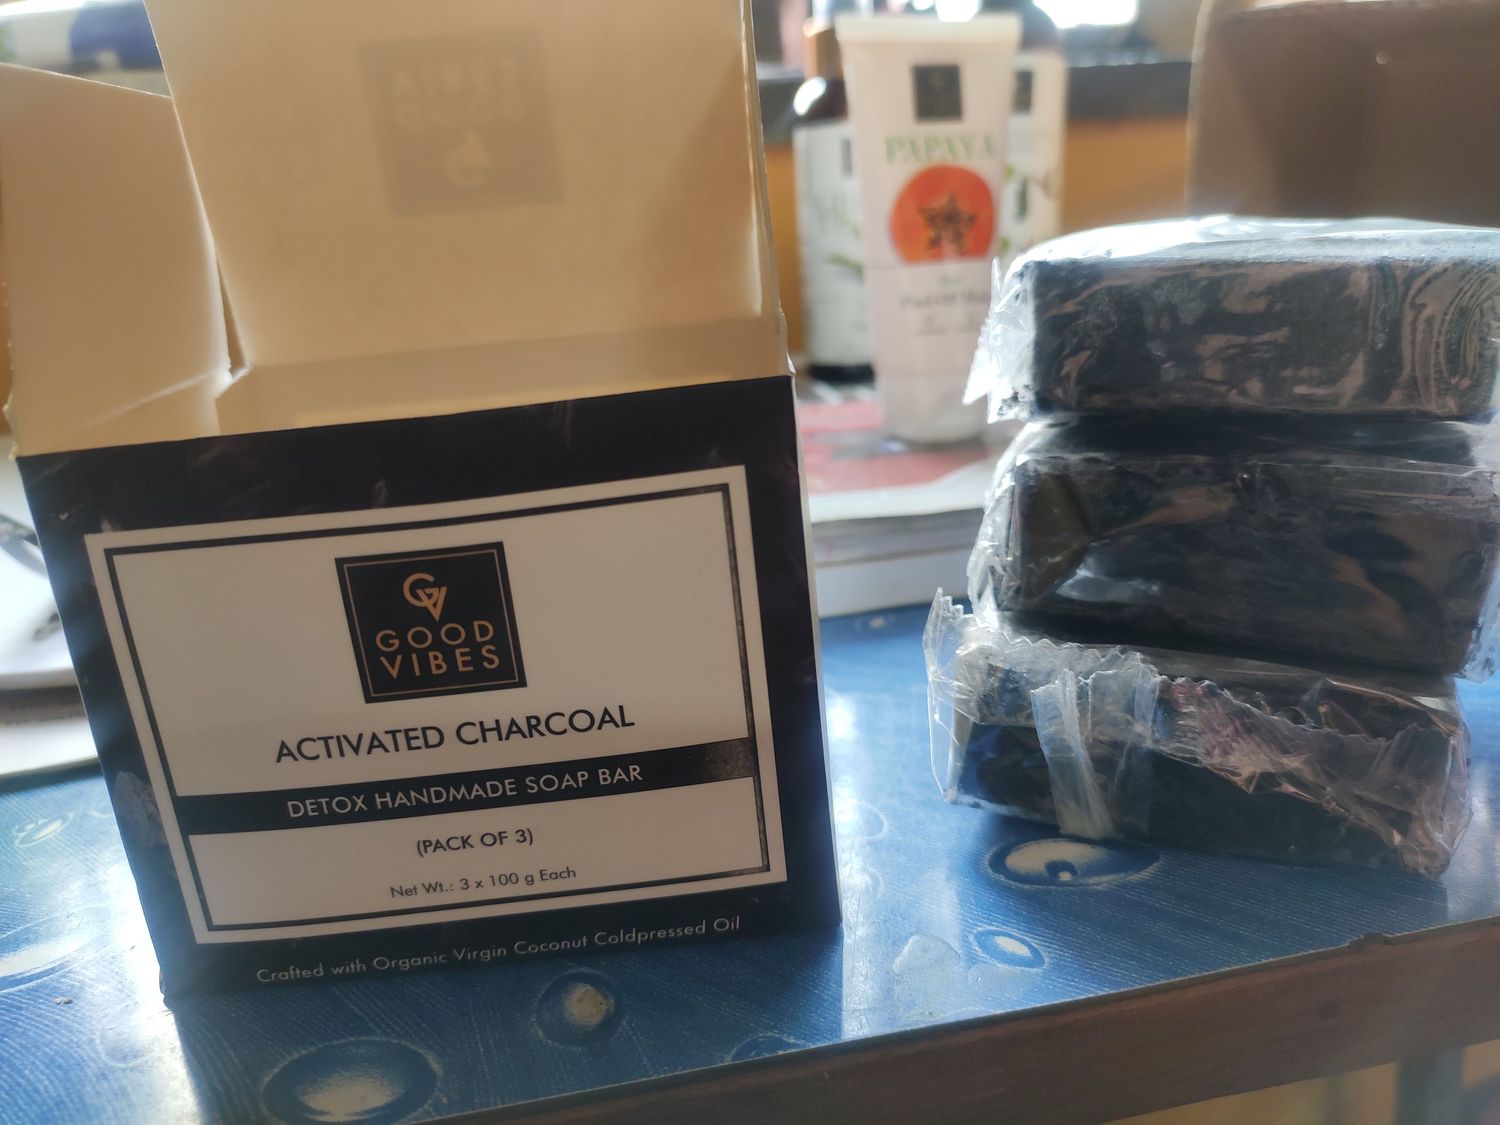 GV
GOOD
VIBES
ACTIVATED CHARCOAL
DETOX HANDMADE SOAP BAR
(PACK OF 3)
Net Wt.: 3 x 100 g Each
Crafted with Organic Virgin Coconut Coldpressed Oil
PAPAYA